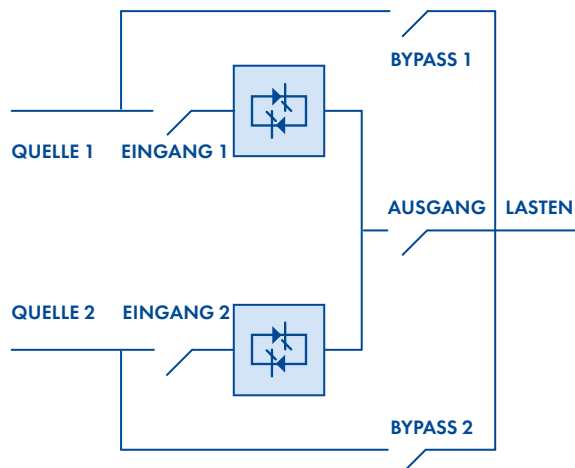 BYPASS 1
QUELLE 1
EINGANG 1
AUSGANG
LASTEN
QUELLE 2
EINGANG 2
BYPASS 2